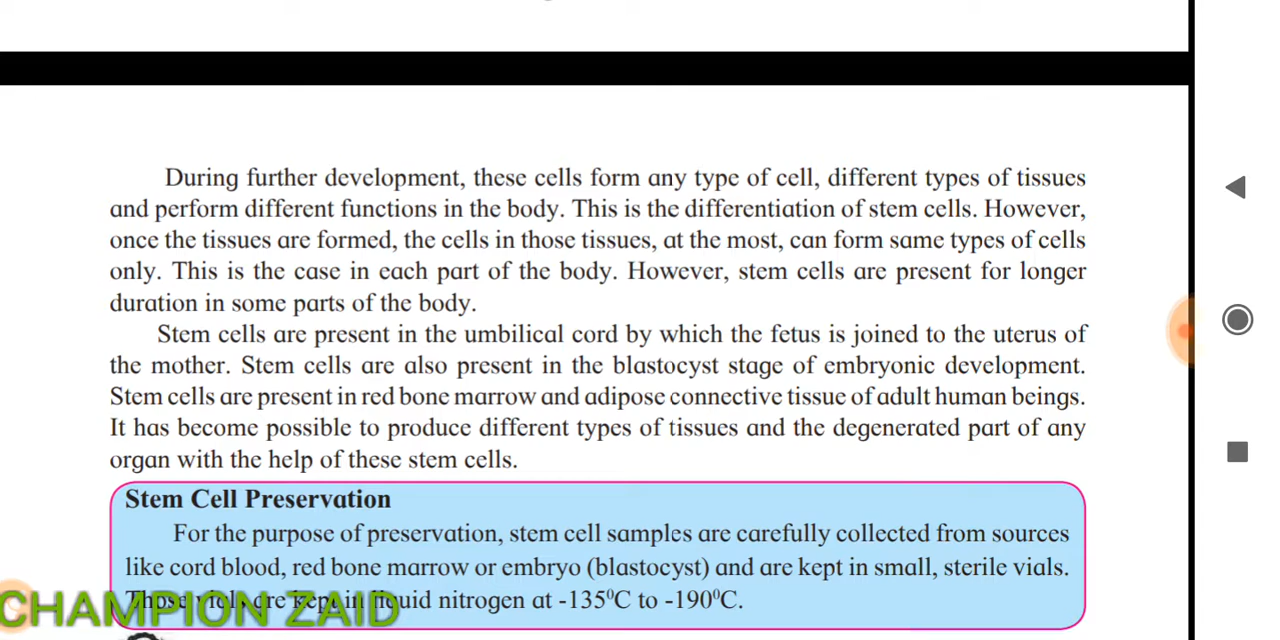 During further development, these cells form any type of cell, different types of tissues
and perform different functions in the body. This is the differentiation of stem cells. However,
once the tissues are formed, the cells in those tissues, at the most, can form same types of cells
only. This is the case in each part of the body. However, stem cells are present for longer
duration in some parts of the body.
Stem cells are present in the umbilical cord by which the fetus is joined to the uterus of
the mother. Stem cells are also present in the blastocyst stage of embryonic development.
Stem cells are present in red bone marrow and adipose connective tissue of adult human beings.
It has become possible to produce different types of tissues and the degenerated part of any
organ with the help of these stem cells.
Stem Cell Preservation
For the purpose of preservation, stem cell samples are carefully collected from sources
like cord blood, red bone marrow or embryo (blastocyst) and are kept in small, sterile vials.
Those vials are kept in liquid nitrogen at -135⁰C to -190⁰C.
CHAMPION ZAID